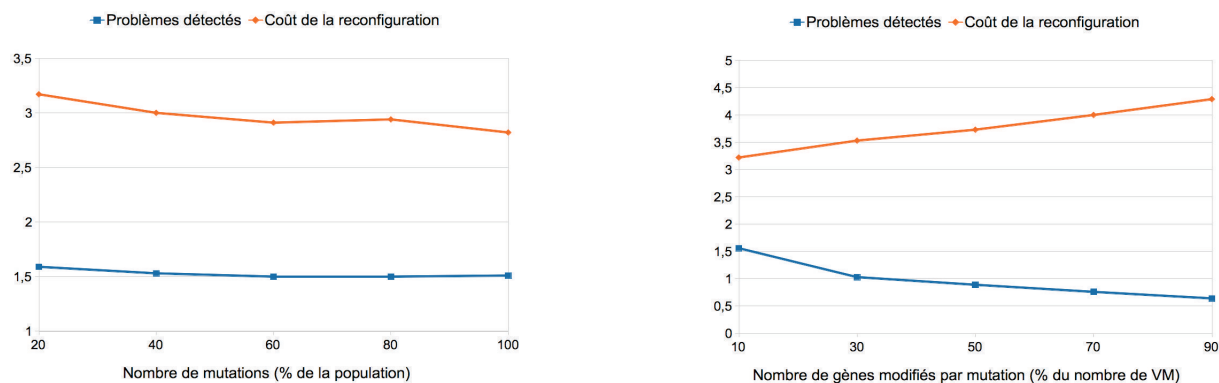 Problèmes détectés Coût de la reconfiguration
3,5
3
2,5
2
1,5
1
20 40 60 80 100
Nombre de mutations (% de la population)
Problèmes détectés Coût de la reconfiguration
5
4,5
4
3,5
3
2,5
2
1,5
1
0,5
0
10 30 50 70 90
Nombre de gènes modifiés par mutation (% du nombre de VM)